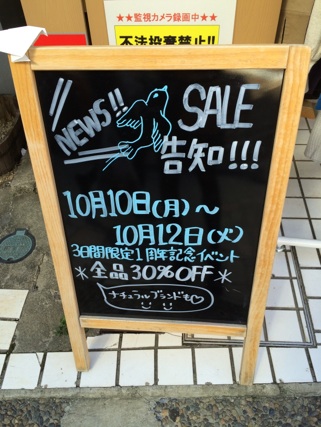 ★★監視カメラ録画中★★
不法投棄禁止!!
NEWS!!
SALE
告知!!!
10月10日(月)〜
10月12日(火)
3日間限定1周年記念イベント
＊全品30%OFF＊
ナチュラルブランドも♡